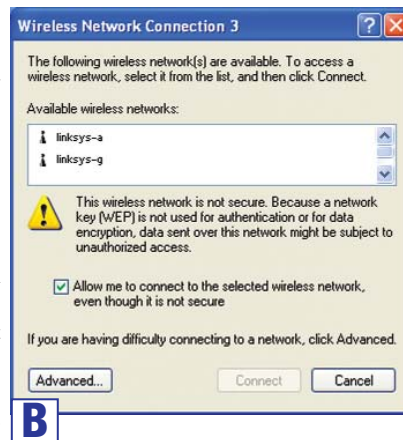 Wireless Network Connection 3
The following wireless network(s) are available. To access a
wireless network, select it from the list, and then click Connect.
Available wireless networks:
linksys-a
linksys-g
This wireless network is not secure. Because a network
key (WEP) is not used for authentication or for data
encryption, data sent over this network might be subject to
unauthorized access.
Allow me to connect to the selected wireless network,
even though it is not secure
If you are having difficulty connecting to a network, click Advanced.
Advanced... Connect Cancel
B